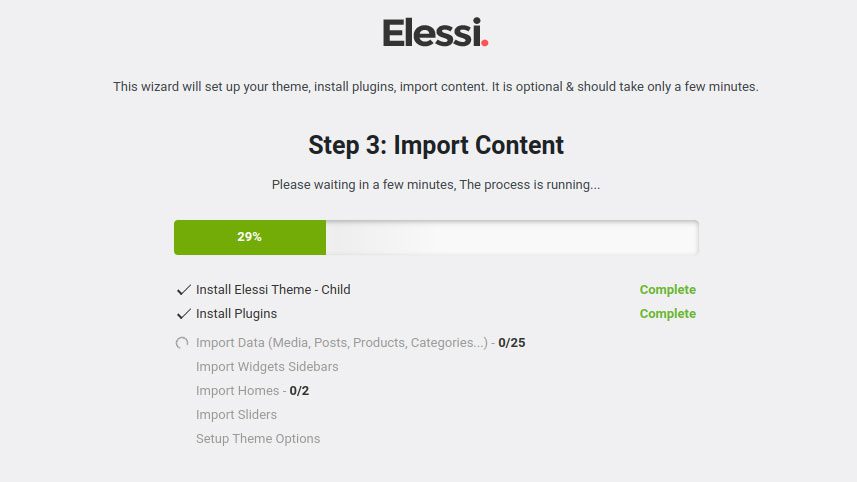 Elessi.
This wizard will set up your theme, install plugins, import content. It is optional & should take only a few minutes.
Step 3: Import Content
Please waiting in a few minutes, The process is running...
29%
Install Elessi Theme - Child Complete
Install Plugins Complete
Import Data (Media, Posts, Products, Categories...) - 0/25
Import Widgets Sidebars
Import Homes - 0/2
Import Sliders
Setup Theme Options